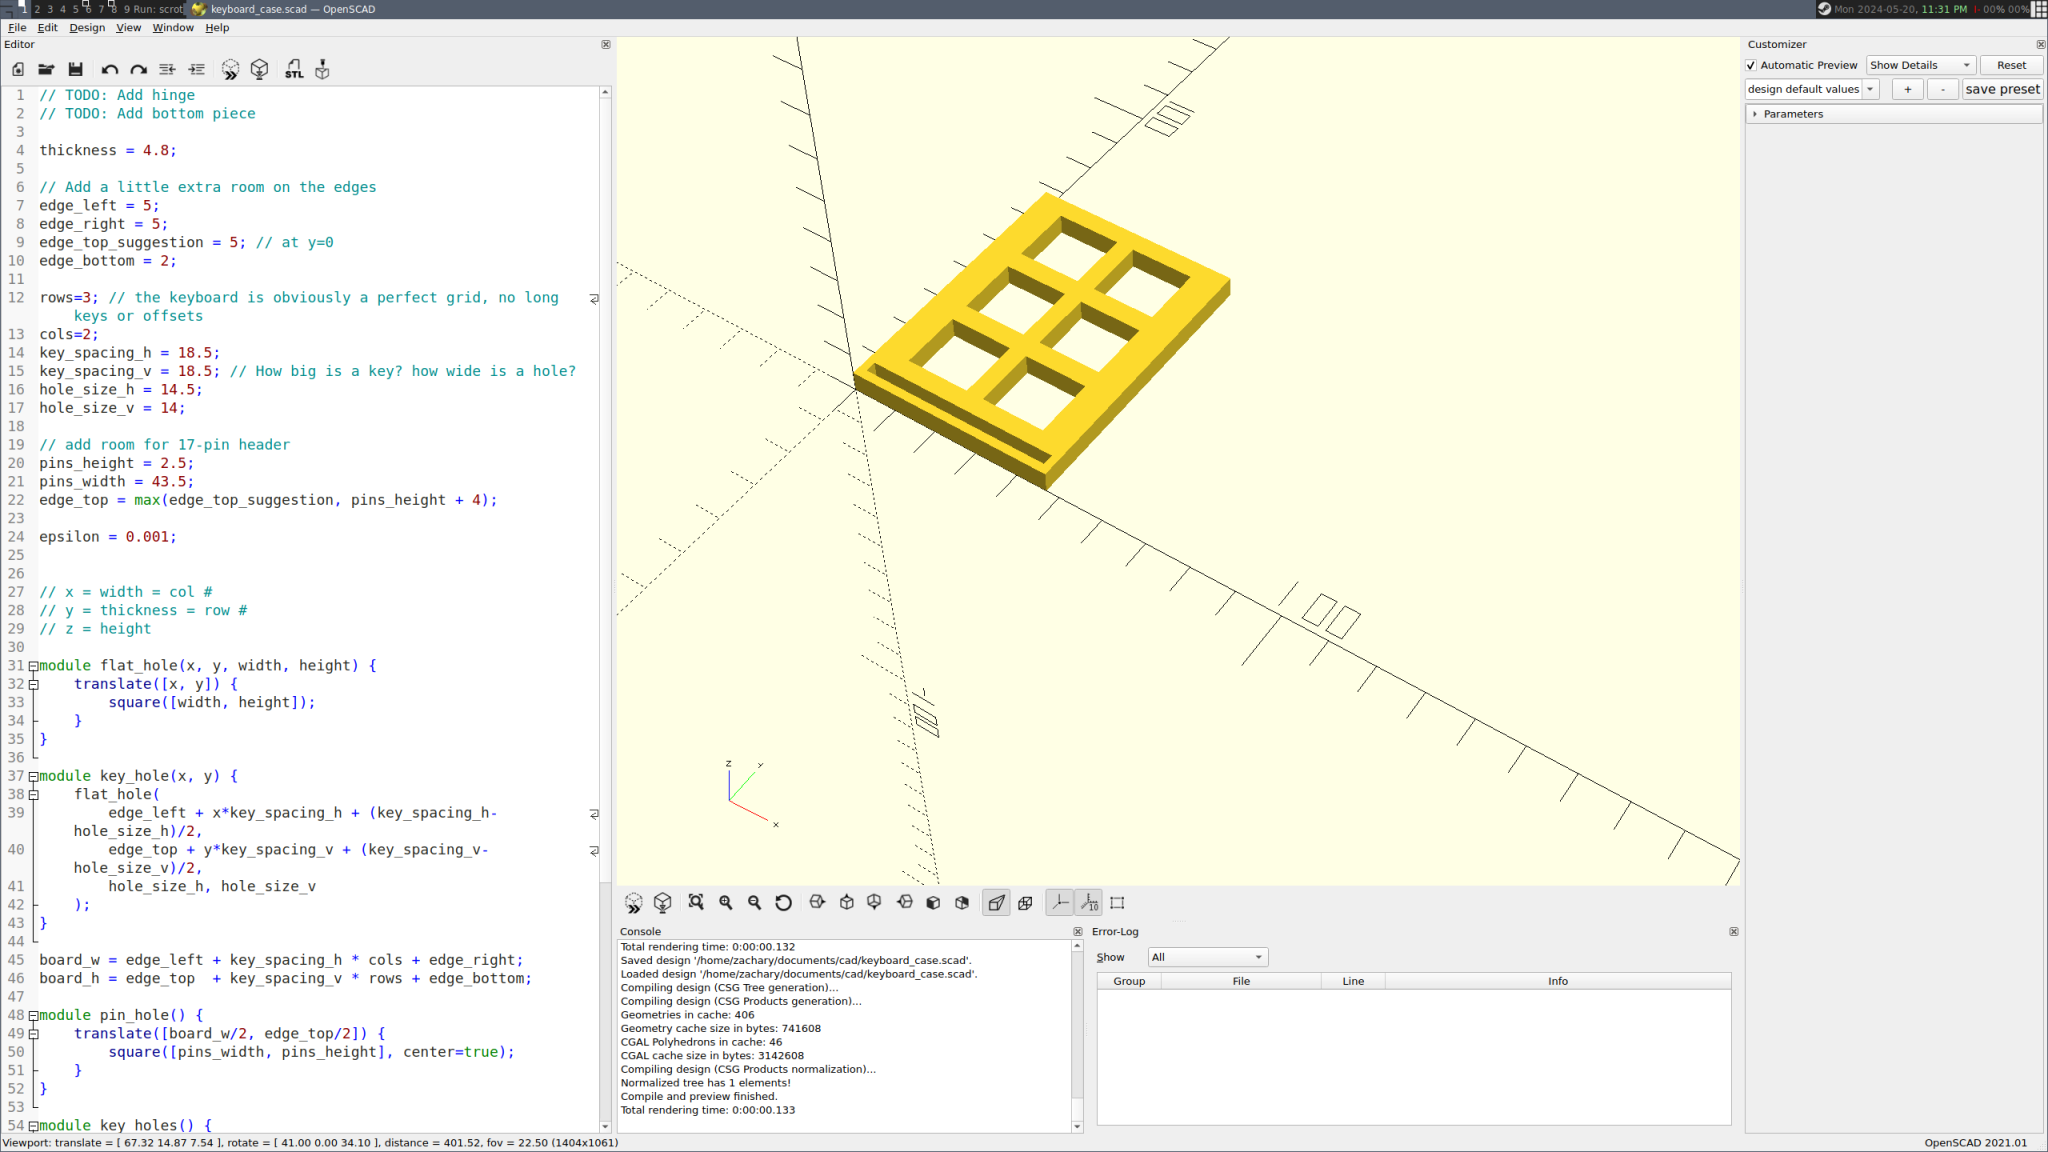 1 2 3 4 5 6 7 8 9 Run: scrot keyboard_case.scad — OpenSCAD
Mon 2024-05-20, 11:31 PM
File Edit Design View Window Help
Editor
STL
1 // TODO: Add hinge
2 // TODO: Add bottom piece
3
4 thickness = 4.8;
5
6 // Add a little extra room on the edges
7 edge_left = 5;
8 edge_right = 5;
9 edge_top_suggestion = 5; // at y=0
10 edge_bottom = 2;
11
12 rows=3; // the keyboard is obviously a perfect grid, no long
keys or offsets
13 cols=2;
14 key_spacing_h = 18.5;
15 key_spacing_v = 18.5; // How big is a key? how wide is a hole?
16 hole_size_h = 14.5;
17 hole_size_v = 14;
18
19 // add room for 17-pin header
20 pins_height = 2.5;
21 pins_width = 43.5;
22 edge_top = max(edge_top_suggestion, pins_height + 4);
23
24 epsilon = 0.001;
25
26
27 // x = width = col #
28 // y = thickness = row #
29 // z = height
30
31 module flat_hole(x, y, width, height) {
32 translate([x, y]) {
33 square([width, height]);
34 }
35 }
36
37 module key_hole(x, y) {
38 flat_hole(
39 edge_left + x*key_spacing_h + (key_spacing_h-
hole_size_h)/2,
40 edge_top + y*key_spacing_v + (key_spacing_v-
hole_size_v)/2,
41 hole_size_h, hole_size_v
42 );
43 }
44
45 board_w = edge_left + key_spacing_h * cols + edge_right;
46 board_h = edge_top  + key_spacing_v * rows + edge_bottom;
47
48 module pin_hole() {
49 translate([board_w/2, edge_top/2]) {
50 square([pins_width, pins_height], center=true);
51 }
52 }
53
54 module key_holes() {
100
100
z
y
x
10
Console
Total rendering time: 0:00:00.132
Saved design '/home/zachary/documents/cad/keyboard_case.scad'.
Loaded design '/home/zachary/documents/cad/keyboard_case.scad'.
Compiling design (CSG Tree generation)...
Compiling design (CSG Products generation)...
Geometries in cache: 406
Geometry cache size in bytes: 741608
CGAL Polyhedrons in cache: 46
CGAL cache size in bytes: 3142608
Compiling design (CSG Products normalization)...
Normalized tree has 1 elements!
Compile and preview finished.
Total rendering time: 0:00:00.133
Error-Log
Show All
Group File Line Info
Customizer
Automatic Preview Show Details Reset
design default values + - save preset
Parameters
Viewport: translate = [ 67.32 14.87 7.54 ], rotate = [ 41.00 0.00 34.10 ], distance = 401.52, fov = 22.50 (1404x1061)
OpenSCAD 2021.01